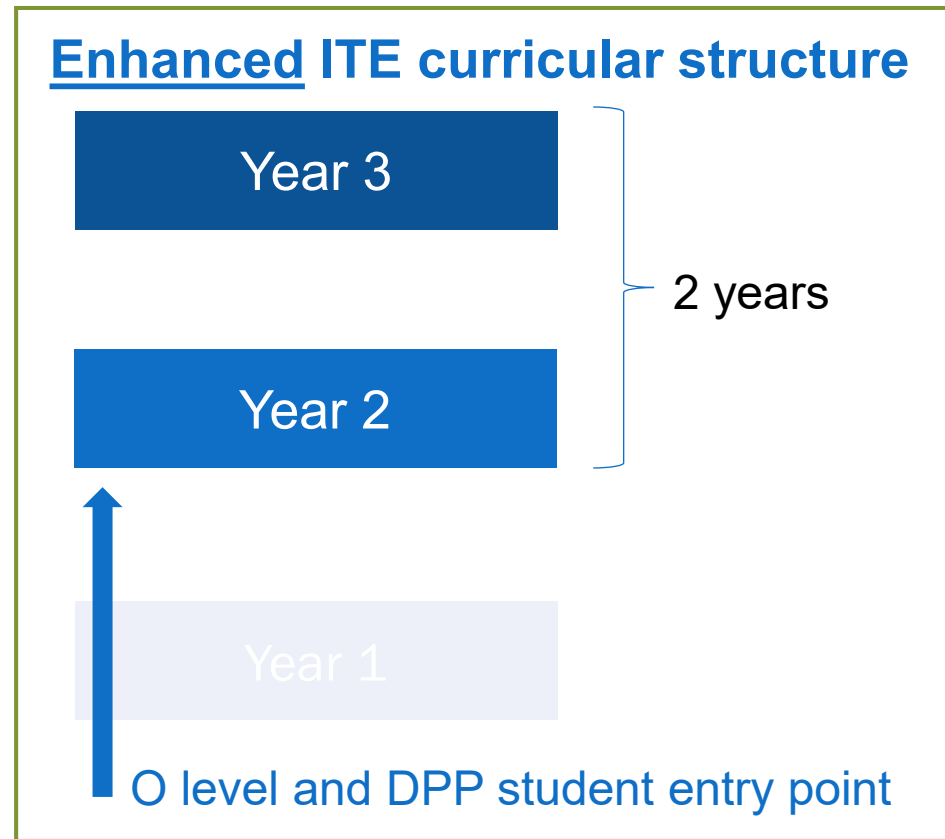 Enhanced ITE curricular structure
Year 3
2 years
Year 2
Year 1
O level and DPP student entry point